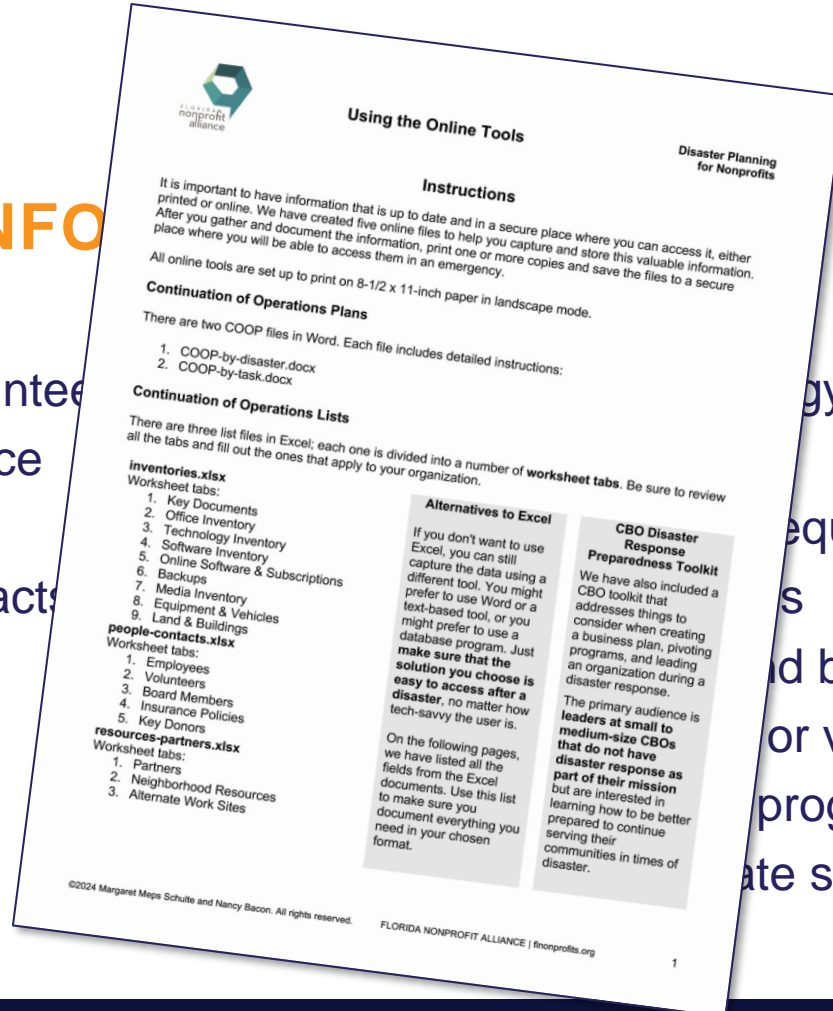 FLORIDA
nonprofit
alliance
Using the Online Tools
Disaster Planning
for Nonprofits
Instructions
It is important to have information that is up to date and in a secure place where you can access it, either
printed or online. We have created five online files to help you capture and store this valuable information.
After you gather and document the information, print one or more copies and save the files to a secure
place where you will be able to access them in an emergency.
All online tools are set up to print on 8-1/2 x 11-inch paper in landscape mode.
Continuation of Operations Plans
There are two COOP files in Word. Each file includes detailed instructions:
1. COOP-by-disaster.docx
2. COOP-by-task.docx
Continuation of Operations Lists
There are three list files in Excel; each one is divided into a number of worksheet tabs. Be sure to review
all the tabs and fill out the ones that apply to your organization.
inventories.xlsx
Worksheet tabs:
1. Key Documents
2. Office Inventory
3. Technology Inventory
4. Software Inventory
5. Online Software & Subscriptions
6. Backups
7. Media Inventory
8. Equipment & Vehicles
9. Land & Buildings
people-contacts.xlsx
Worksheet tabs:
1. Employees
2. Volunteers
3. Board Members
4. Insurance Policies
5. Key Donors
resources-partners.xlsx
Worksheet tabs:
1. Partners
2. Neighborhood Resources
3. Alternate Work Sites
Alternatives to Excel
If you don't want to use
Excel, you can still
capture the data using a
different tool. You might
prefer to use Word or a
text-based tool, or you
might prefer to use a
database program. Just
make sure that the
solution you choose is
easy to access after a
disaster, no matter how
tech-savvy the user is.
On the following pages,
we have listed all the
fields from the Excel
documents. Use this list
to make sure you
document everything you
need in your chosen
format.
CBO Disaster
Response
Preparedness Toolkit
We have also included a
CBO toolkit that
addresses things to
consider when creating
a business plan, pivoting
programs, and leading
an organization during a
disaster response.
The primary audience is
leaders at small to
medium-size CBOs
that do not have
disaster response as
part of their mission
but are interested in
learning how to be better
prepared to continue
serving their
communities in times of
disaster.
©2024 Margaret Meps Schulte and Nancy Bacon. All rights reserved.
FLORIDA NONPROFIT ALLIANCE | flnonprofits.org
1
NFO
ntee
ce
acts
gy
equ
s
nd b
or v
prog
ate s